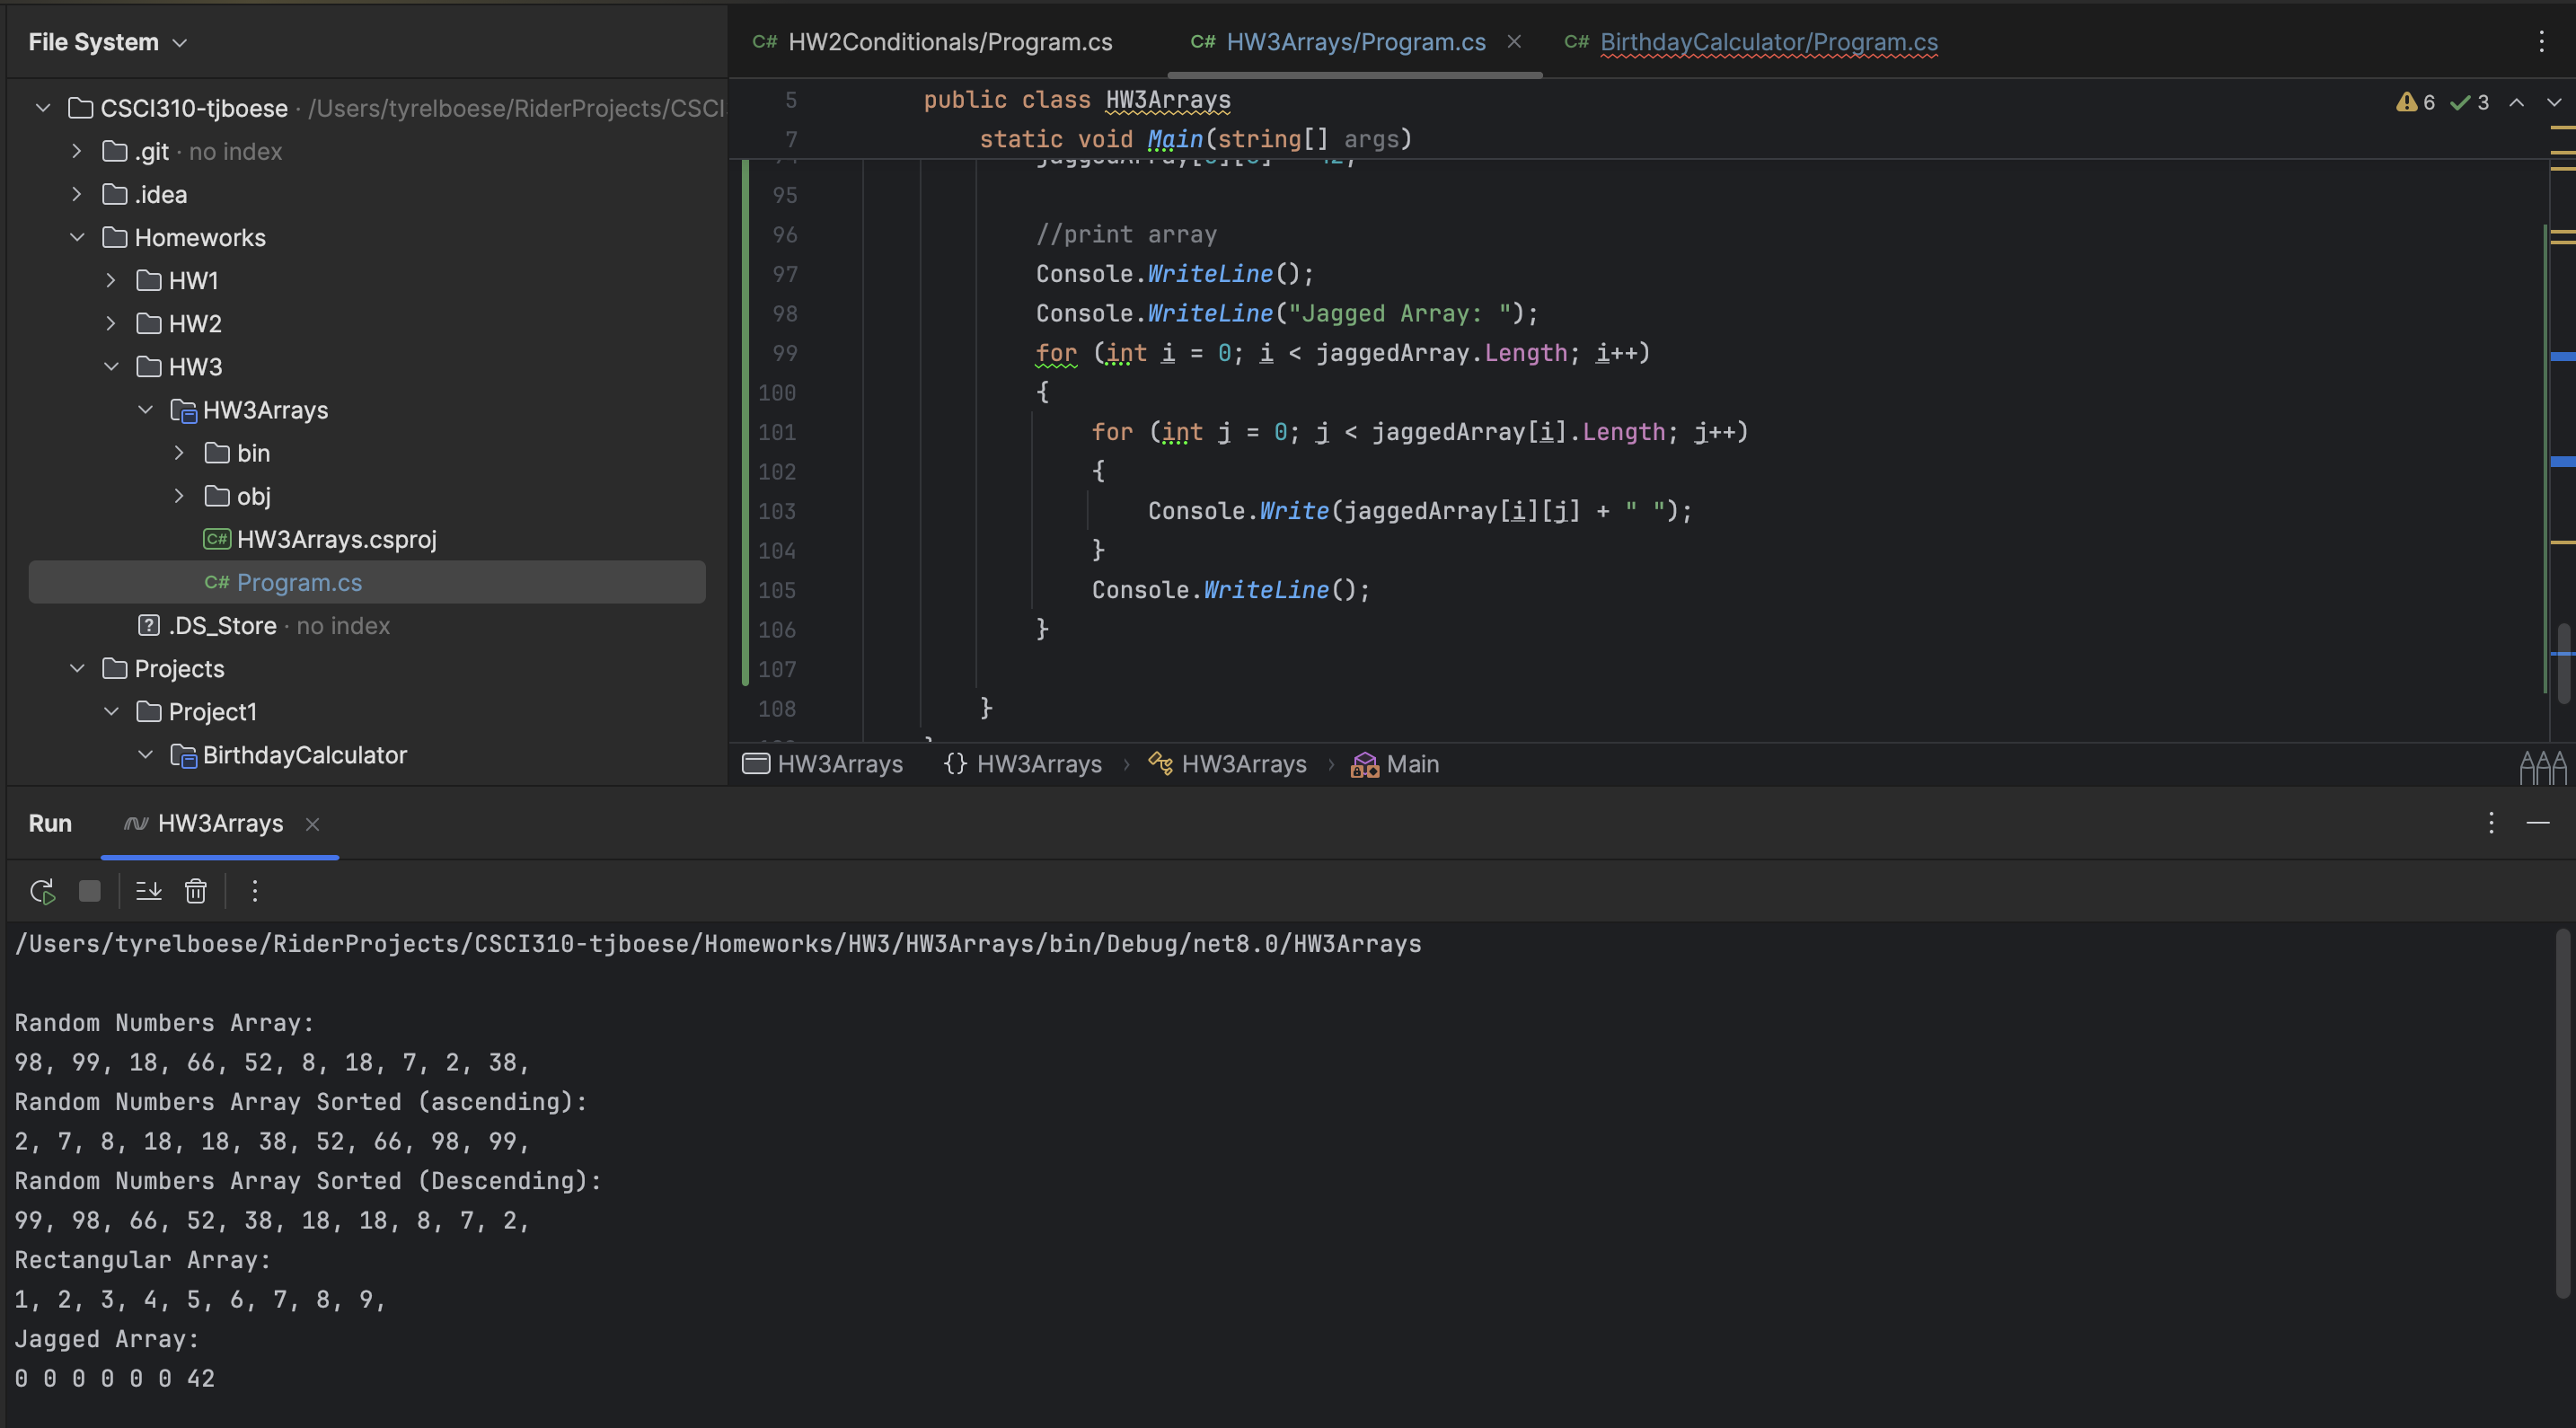 File System
CSCI310-tjboese · /Users/tyrelboese/RiderProjects/CSCI
.git · no index
.idea
Homeworks
HW1
HW2
HW3
HW3Arrays
bin
obj
C# HW3Arrays.csproj
C# Program.cs
? .DS_Store · no index
Projects
Project1
BirthdayCalculator
C# HW2Conditionals/Program.cs C# HW3Arrays/Program.cs C# BirthdayCalculator/Program.cs
6 3
5 public class HW3Arrays
7 static void Main(string[] args)
95
96 //print array
97 Console.WriteLine();
98 Console.WriteLine("Jagged Array: ");
99 for (int i = 0; i < jaggedArray.Length; i++)
100 {
101 for (int j = 0; j < jaggedArray[i].Length; j++)
102 {
103 Console.Write(jaggedArray[i][j] + " ");
104 }
105 Console.WriteLine();
106 }
107
108 }
HW3Arrays {} HW3Arrays › HW3Arrays › Main
Run HW3Arrays
/Users/tyrelboese/RiderProjects/CSCI310-tjboese/Homeworks/HW3/HW3Arrays/bin/Debug/net8.0/HW3Arrays
Random Numbers Array:
98, 99, 18, 66, 52, 8, 18, 7, 2, 38,
Random Numbers Array Sorted (ascending):
2, 7, 8, 18, 18, 38, 52, 66, 98, 99,
Random Numbers Array Sorted (Descending):
99, 98, 66, 52, 38, 18, 18, 8, 7, 2,
Rectangular Array:
1, 2, 3, 4, 5, 6, 7, 8, 9,
Jagged Array:
0 0 0 0 0 0 42